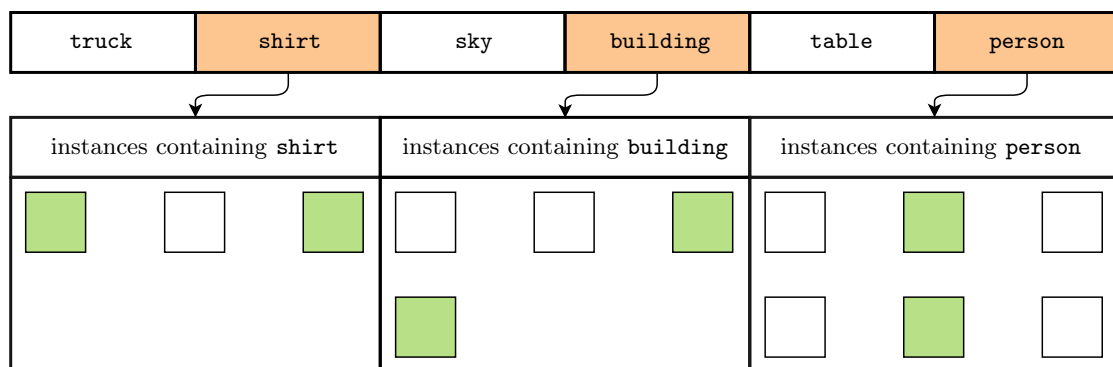 truck shirt sky building table person
instances containing shirt instances containing building instances containing person